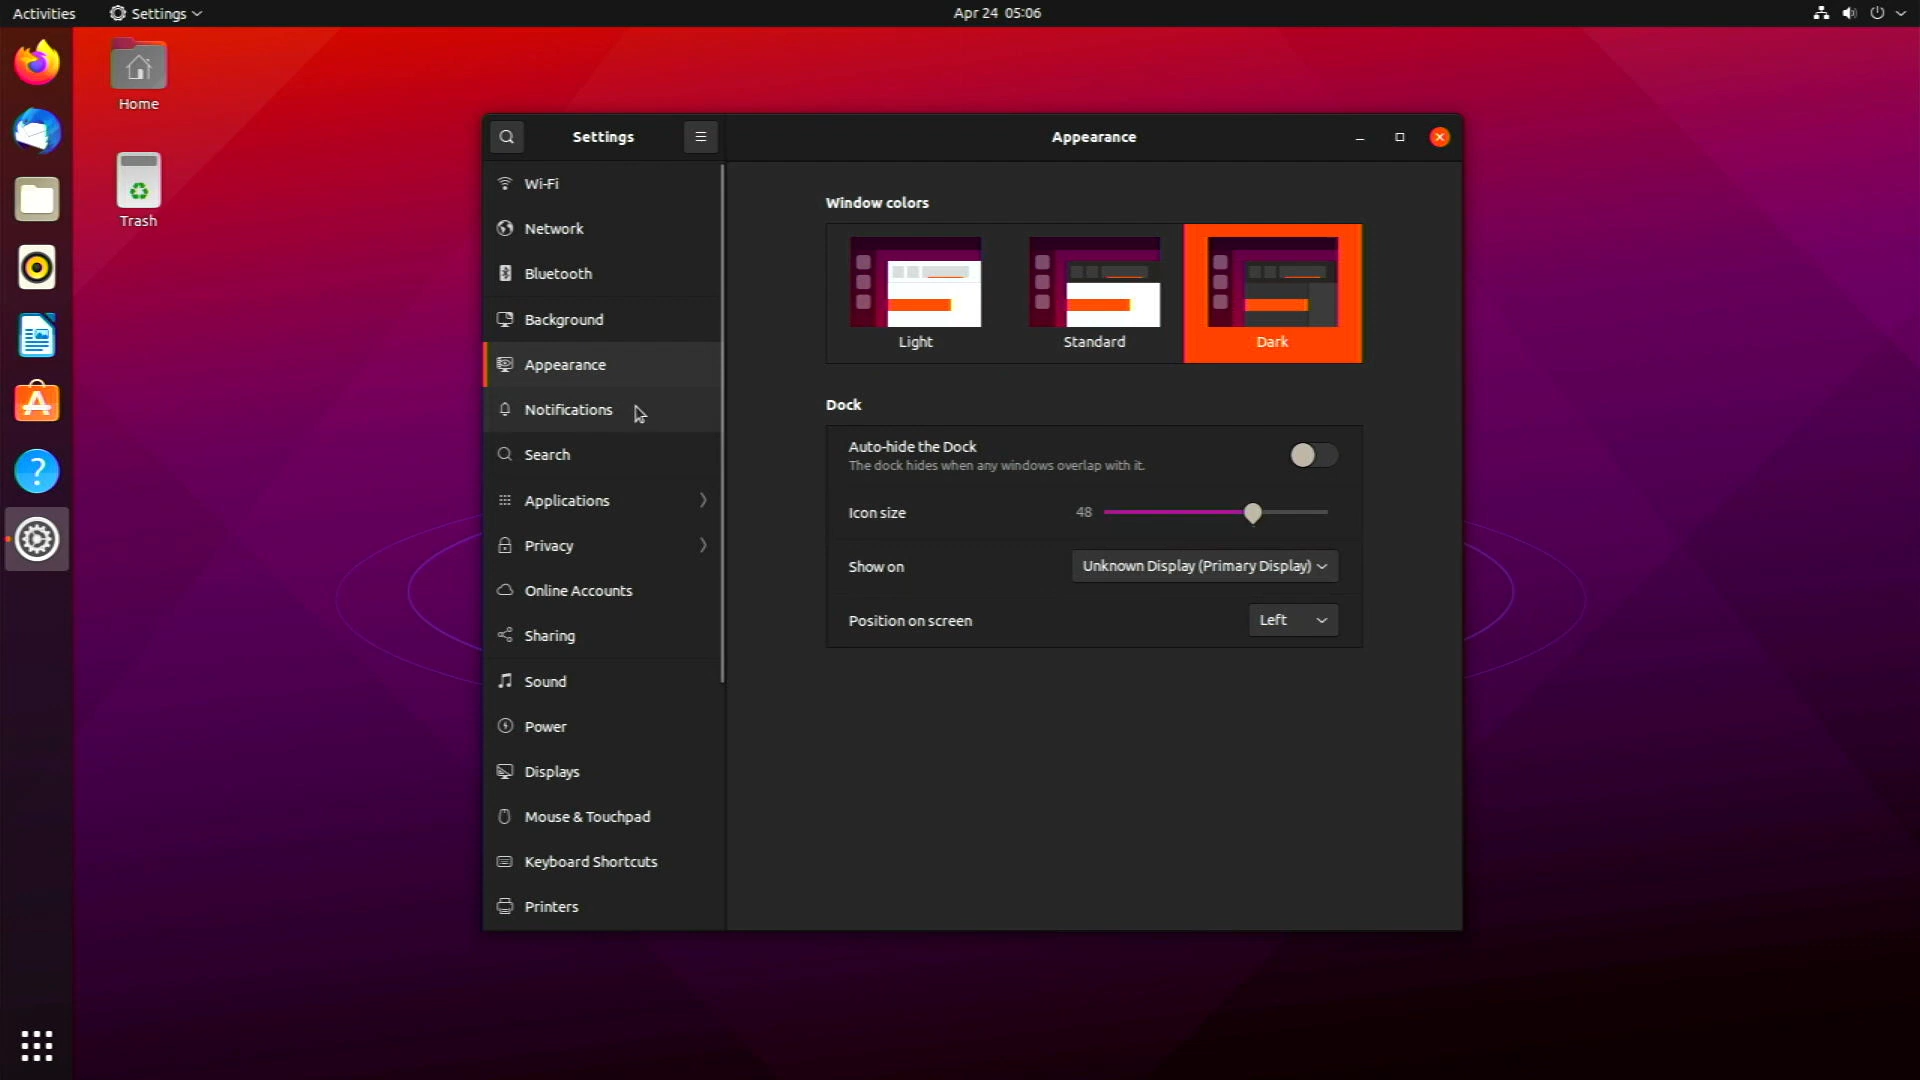 Activities
Settings
Apr 24 05:06
Home
Trash
Settings
Appearance
Wi-Fi
Network
Bluetooth
Background
Appearance
Notifications
Search
Applications
Privacy
Online Accounts
Sharing
Sound
Power
Displays
Mouse & Touchpad
Keyboard Shortcuts
Printers
Window colors
Light
Standard
Dark
Dock
Auto-hide the Dock
The dock hides when any windows overlap with it.
Icon size
48
Show on
Unknown Display (Primary Display)
Position on screen
Left